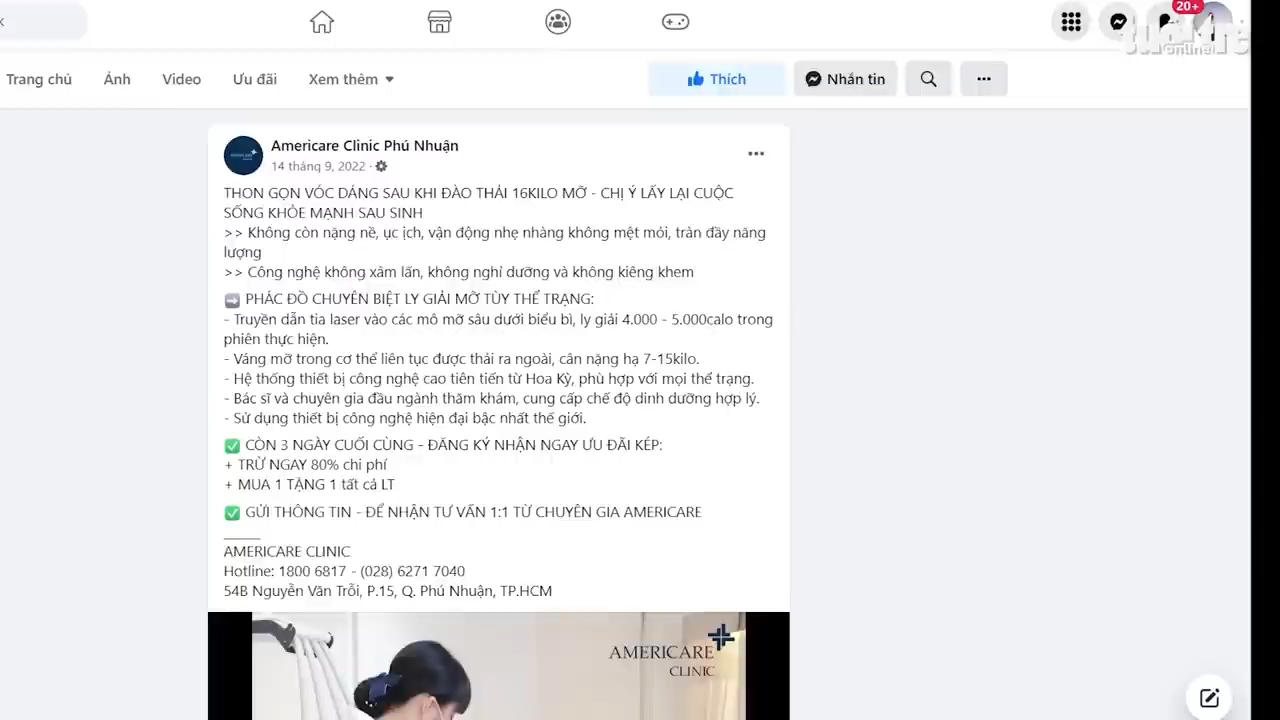 20+
tuổi trẻ
online
Trang chủ Ảnh Video Ưu đãi Xem thêm Thích Nhắn tin
Americare Clinic Phú Nhuận
14 tháng 9, 2022 ·
THON GỌN VÓC DÁNG SAU KHI ĐÀO THẢI 16KILO MỠ - CHỊ Ý LẤY LẠI CUỘC
SỐNG KHỎE MẠNH SAU SINH
>> Không còn nặng nề, ục ịch, vận động nhẹ nhàng không mệt mỏi, tràn đầy năng
lượng
>> Công nghệ không xâm lấn, không nghỉ dưỡng và không kiêng khem
➡ PHÁC ĐỒ CHUYÊN BIỆT LY GIẢI MỠ TÙY THỂ TRẠNG:
- Truyền dẫn tia laser vào các mô mỡ sâu dưới biểu bì, ly giải 4.000 - 5.000calo trong
phiên thực hiện.
- Váng mỡ trong cơ thể liên tục được thải ra ngoài, cân nặng hạ 7-15kilo.
- Hệ thống thiết bị công nghệ cao tiên tiến từ Hoa Kỳ, phù hợp với mọi thể trạng.
- Bác sĩ và chuyên gia đầu ngành thăm khám, cung cấp chế độ dinh dưỡng hợp lý.
- Sử dụng thiết bị công nghệ hiện đại bậc nhất thế giới.
✅ CÒN 3 NGÀY CUỐI CÙNG - ĐĂNG KÝ NHẬN NGAY ƯU ĐÃI KÉP:
+ TRỪ NGAY 80% chi phí
+ MUA 1 TẶNG 1 tất cả LT
✅ GỬI THÔNG TIN - ĐỂ NHẬN TƯ VẤN 1:1 TỪ CHUYÊN GIA AMERICARE
_____
AMERICARE CLINIC
Hotline: 1800 6817 - (028) 6271 7040
54B Nguyễn Văn Trỗi, P.15, Q. Phú Nhuận, TP.HCM
AMERICARE
CLINIC